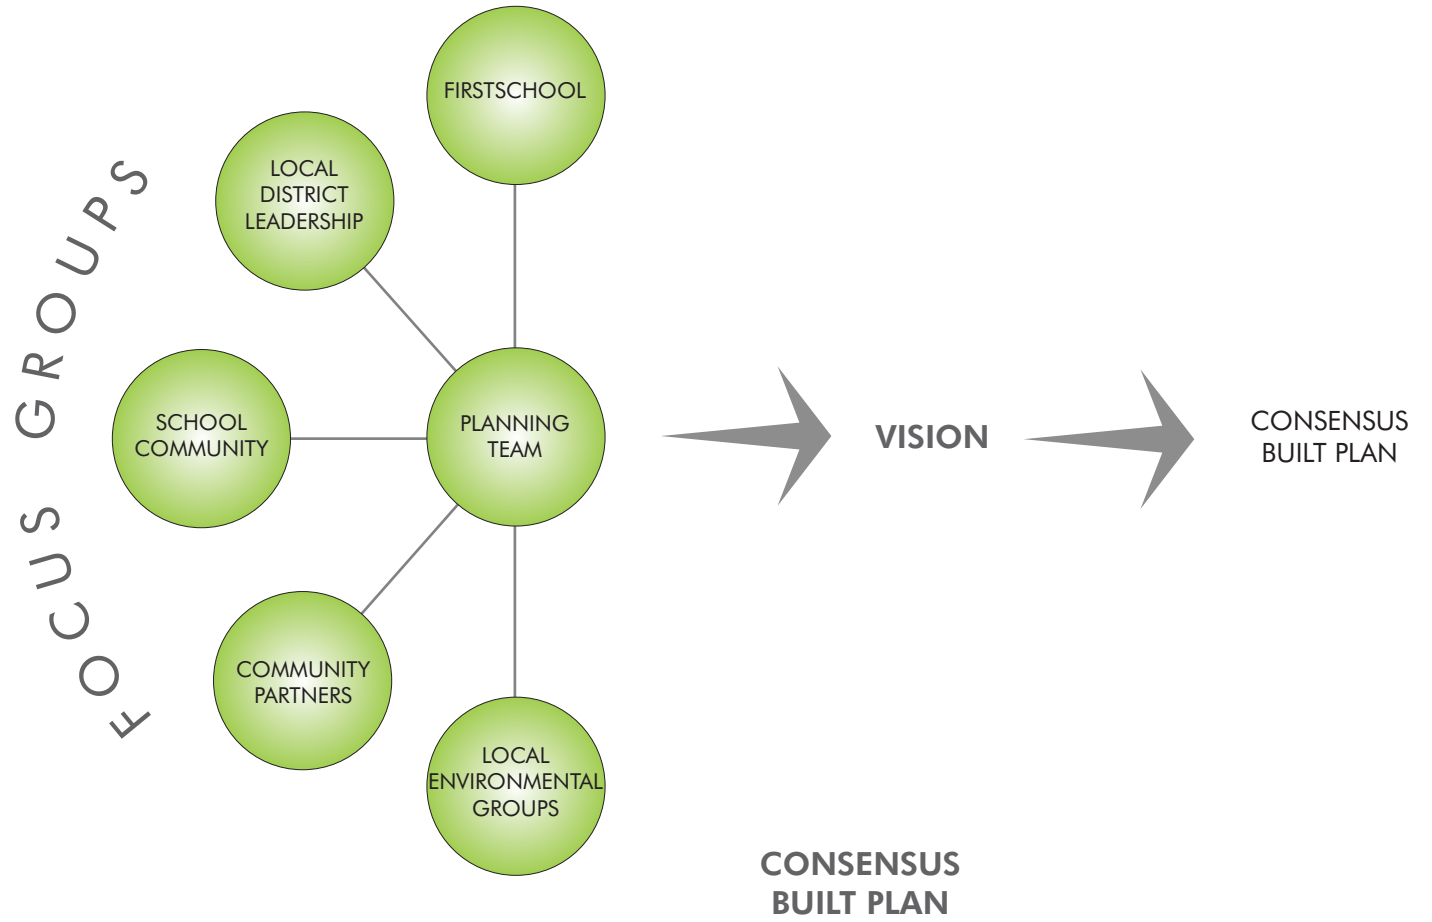 FOCUS GROUPS
FIRSTSCHOOL
LOCAL
DISTRICT
LEADERSHIP
SCHOOL
COMMUNITY
PLANNING
TEAM
VISION
CONSENSUS
BUILT PLAN
COMMUNITY
PARTNERS
LOCAL
ENVIRONMENTAL
GROUPS
CONSENSUS
BUILT PLAN